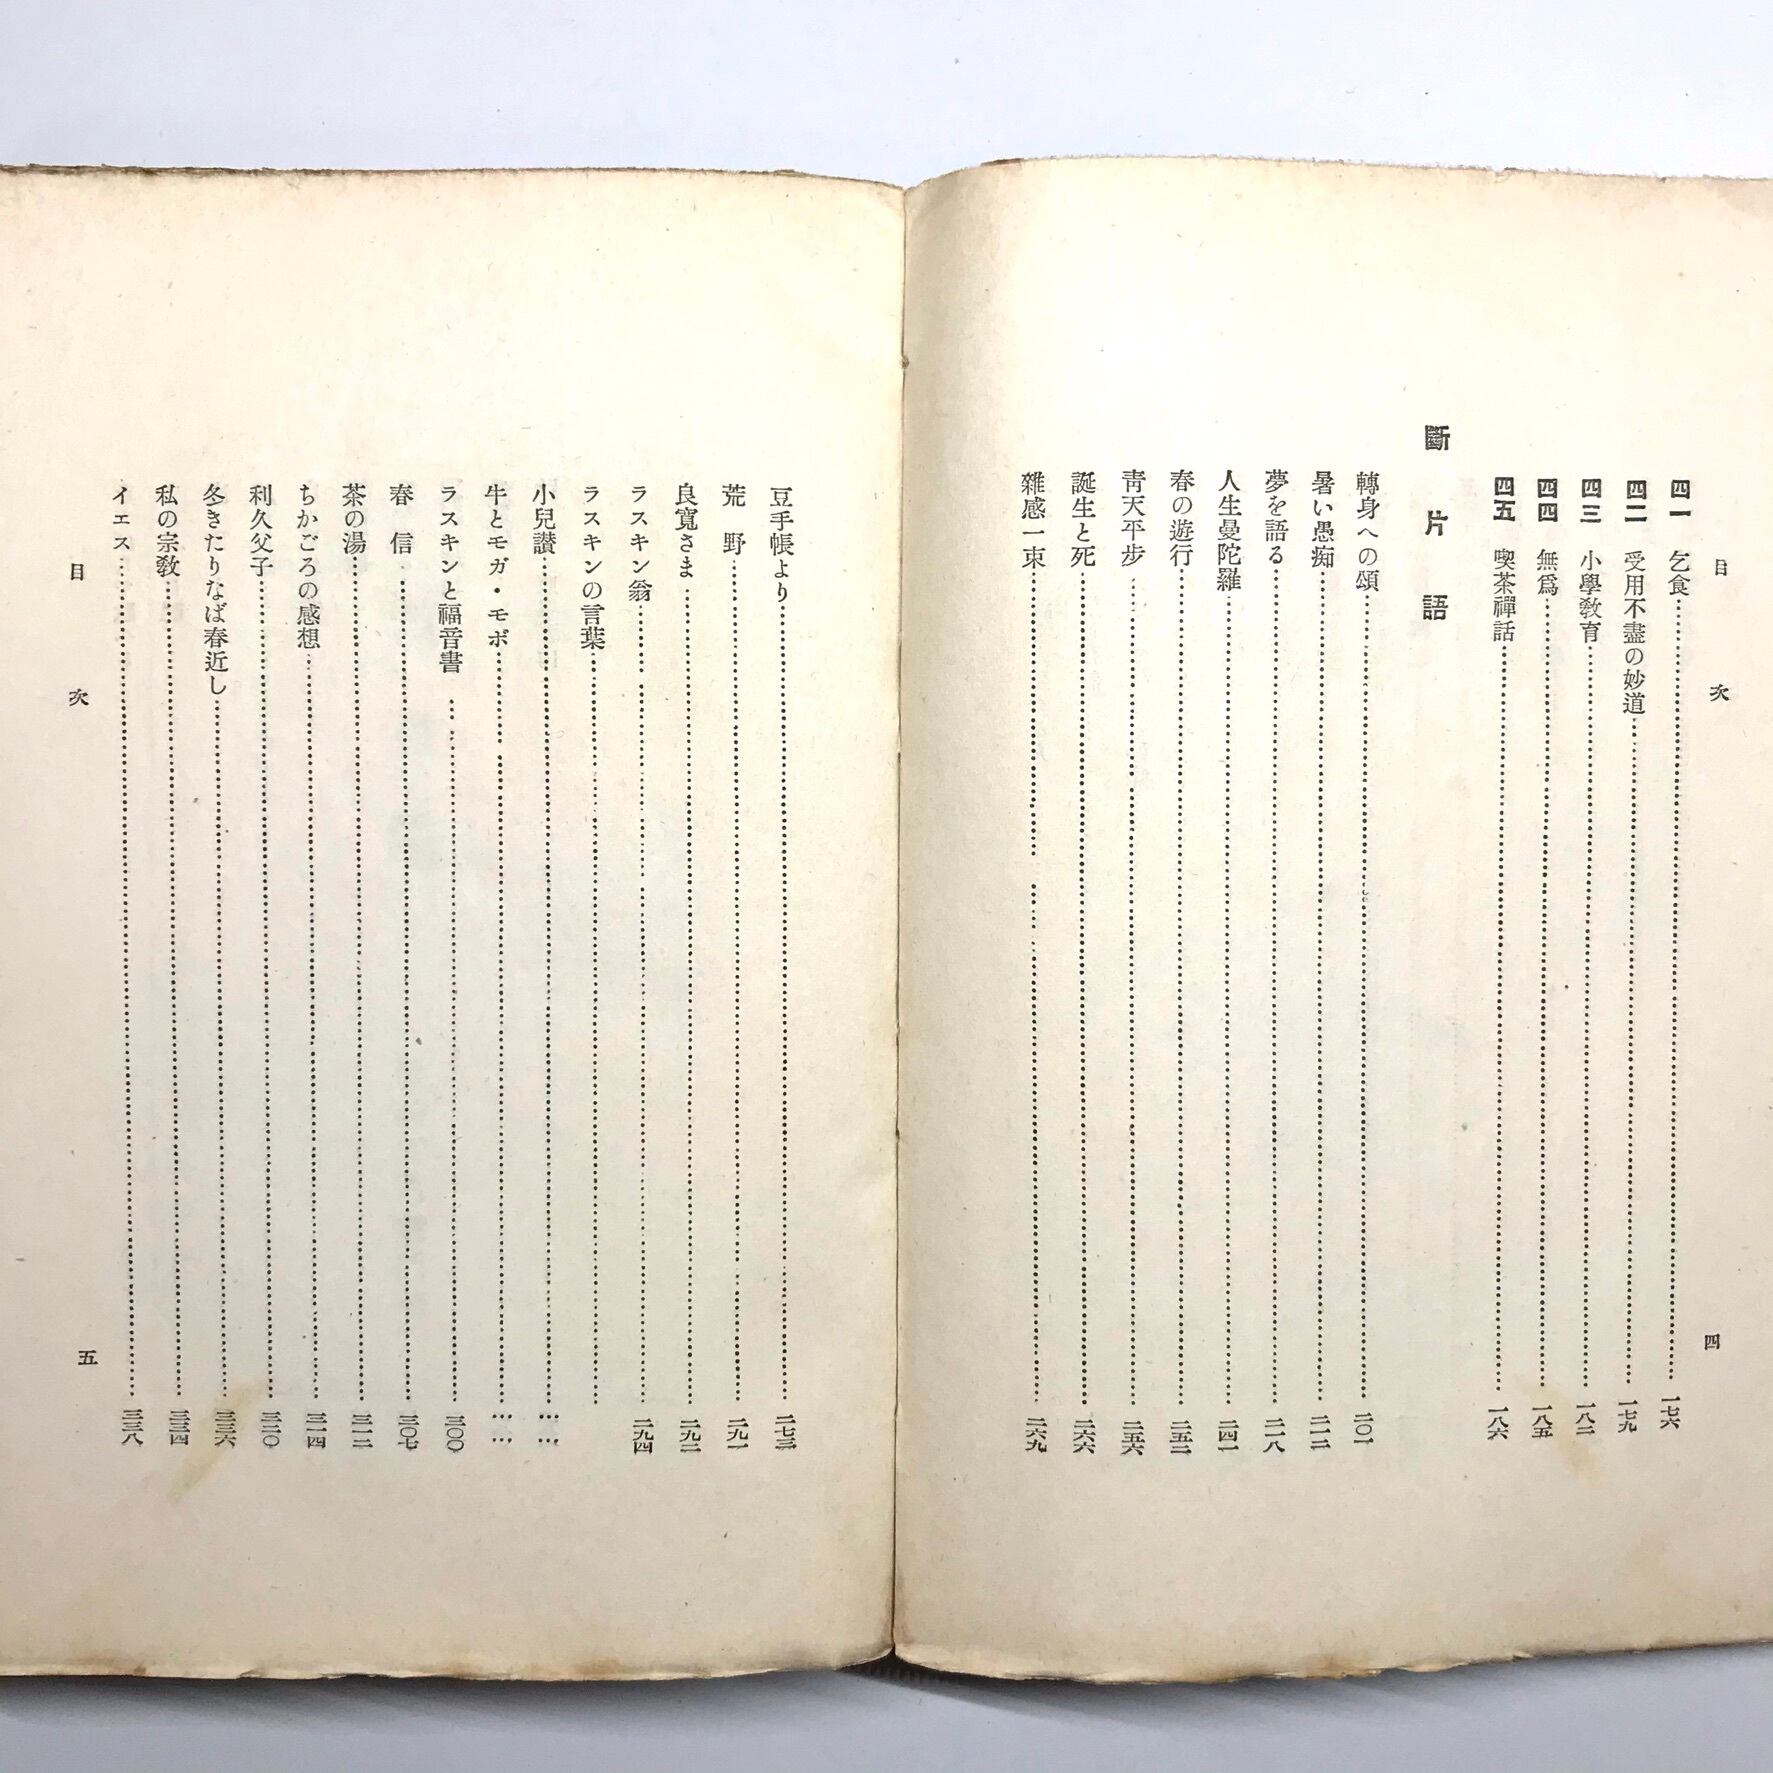 目次
四
四一 乞食……一七六
四二 受用不盡の妙道……一七九
四三 小學教育……一八二
四四 無爲……一八五
四五 喫茶禪話……一八六
斷片語
轉身への頌……二〇一
暑い愚痴……二一二
夢を語る……二一八
人生曼陀羅……二四一
春の遊行……二五二
靑天平步……二五六
誕生と死……二六六
雜感一束……二六九
豆手帳より……二七三
荒野……二九一
良寬さま……二九二
ラスキン翁……二九四
ラスキンの言葉……
小兒讃……
牛とモガ・モボ……
ラスキンと福音書……三〇〇
春信……三〇七
茶の湯……三一二
ちかごろの感想……三一四
利久父子……三二〇
冬きたりなば春近し……
私の宗教……三三四
イエス……三三八
目次
五